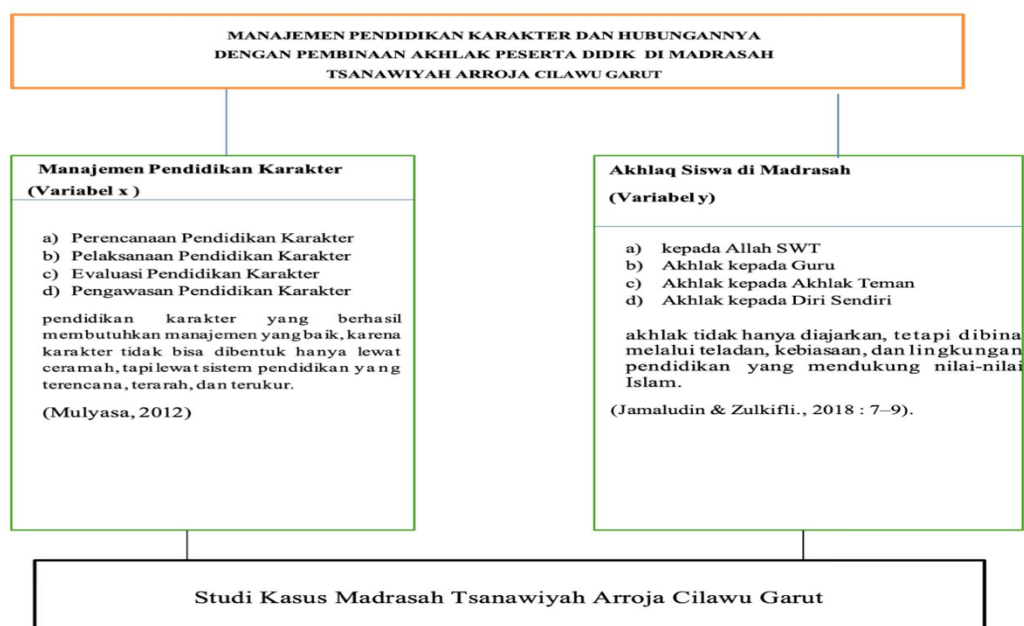 MANAJEMEN PENDIDIKAN KARAKTER DAN HUBUNGANNYA
DENGAN PEMBINAAN AKHLAK PESERTA DIDIK DI MADRASAH
TSANAWIYAH ARROJA CILAWU GARUT
Manajemen Pendidikan Karakter
(Variabel x )
a) Perencanaan Pendidikan Karakter
b) Pelaksanaan Pendidikan Karakter
c) Evaluasi Pendidikan Karakter
d) Pengawasan Pendidikan Karakter
pendidikan karakter yang berhasil
membutuhkan manajemen yang baik, karena
karakter tidak bisa dibentuk hanya lewat
ceramah, tapi lewat sistem pendidikan yang
terencana, terarah, dan terukur.
(Mulyasa, 2012)
Akhlaq Siswa di Madrasah
(Variabel y)
a) kepada Allah SWT
b) Akhlak kepada Guru
c) Akhlak kepada Akhlak Teman
d) Akhlak kepada Diri Sendiri
akhlak tidak hanya diajarkan, tetapi dibina
melalui teladan, kebiasaan, dan lingkungan
pendidikan yang mendukung nilai-nilai
Islam.
(Jamaludin & Zulkifli., 2018 : 7–9).
Studi Kasus Madrasah Tsanawiyah Arroja Cilawu Garut